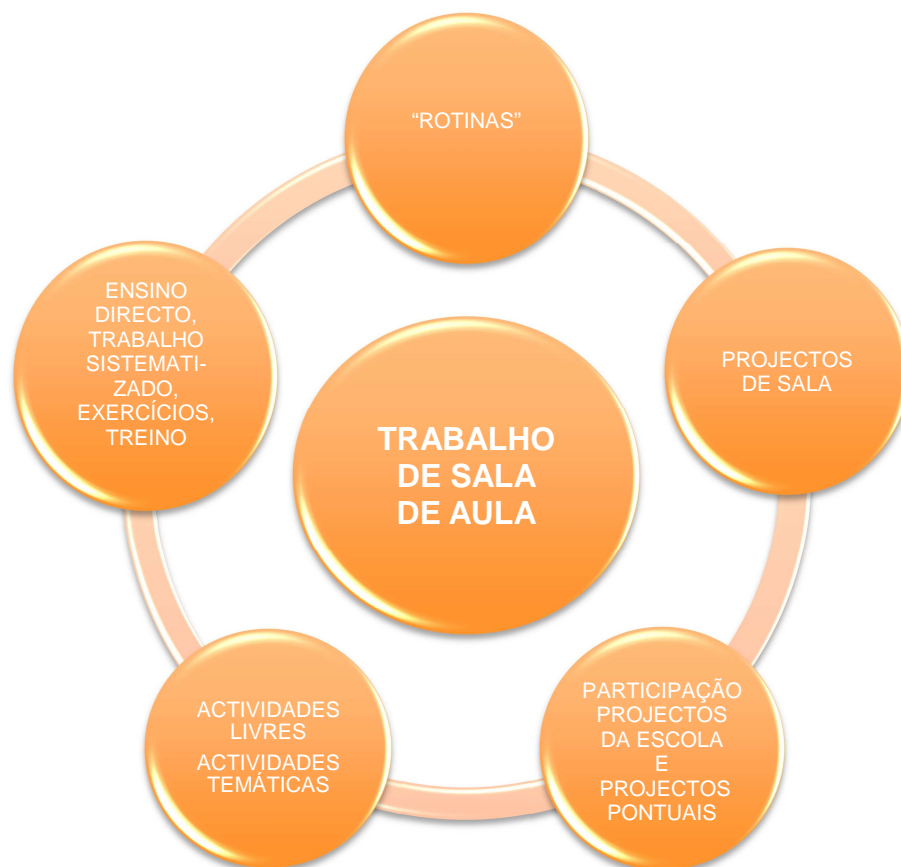 “ROTINAS”
PROJECTOS
DE SALA
PARTICIPAÇÃO
PROJECTOS
DA ESCOLA
E
PROJECTOS
PONTUAIS
ACTIVIDADES
LIVRES
ACTIVIDADES
TEMÁTICAS
ENSINO
DIRECTO,
TRABALHO
SISTEMATI-
ZADO,
EXERCÍCIOS,
TREINO
TRABALHO
DE SALA
DE AULA